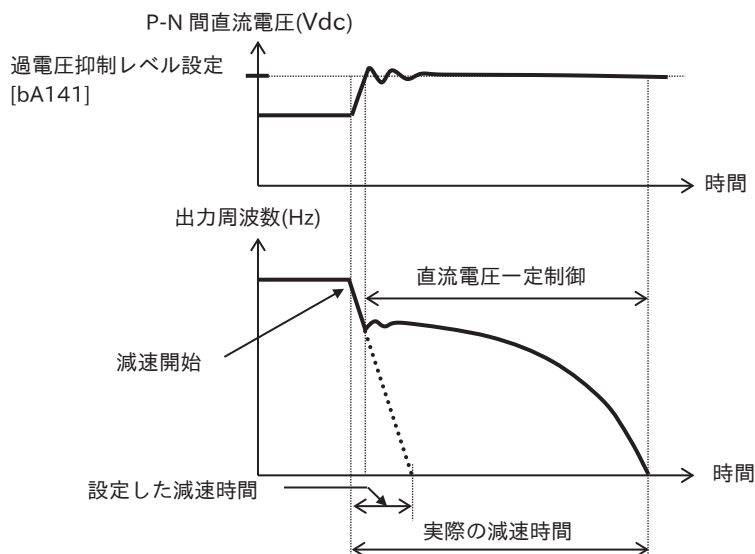 P-N 間直流電圧(Vdc)
過電圧抑制レベル設定
[bA141]
時間
出力周波数(Hz)
直流電圧一定制御
減速開始
時間
設定した減速時間
実際の減速時間